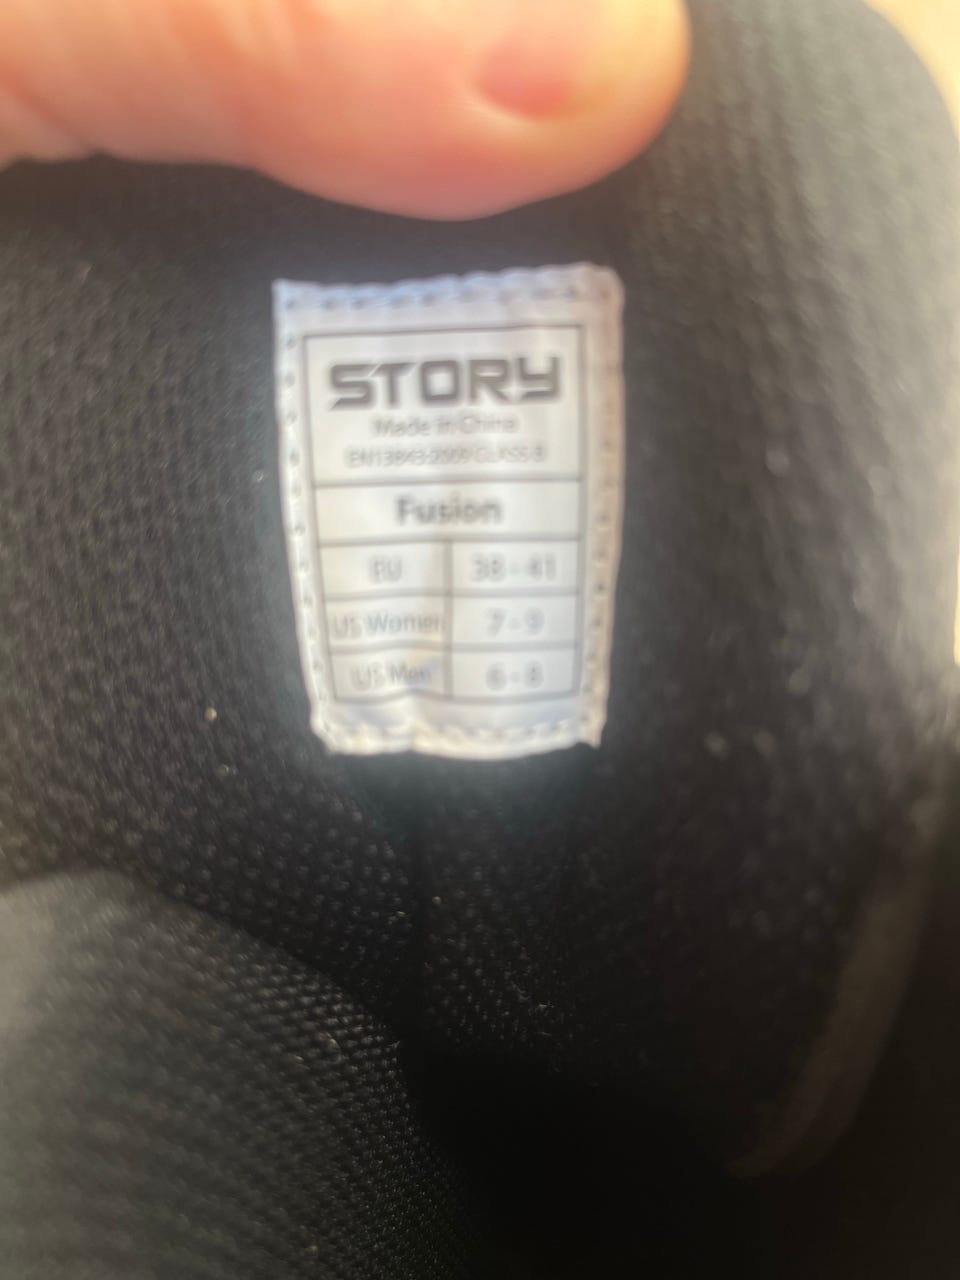 STORY
Made in China
EN13843:2009 CLASS B
Fusion
EU 38 - 41
US Women 7 - 9
US Men 6 - 8